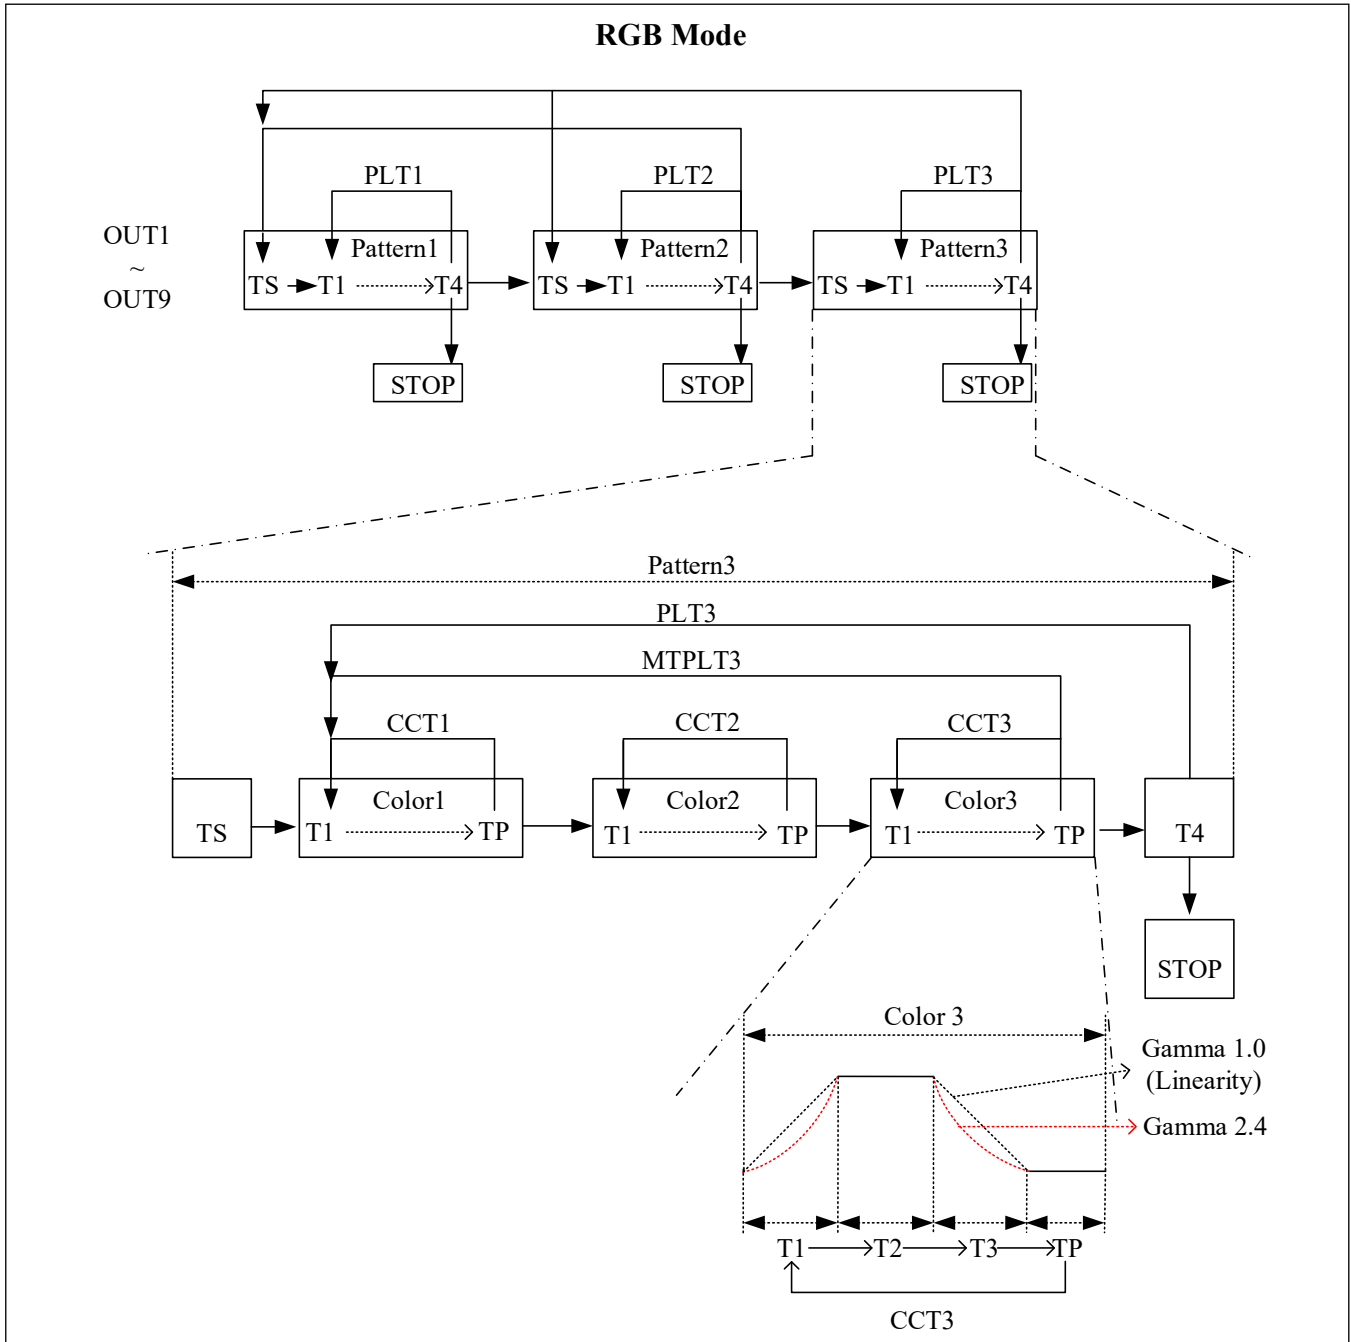 RGB Mode
PLT1
PLT2
PLT3
OUT1
~
OUT9
Pattern1
TS
T1
T4
Pattern2
TS
T1
T4
Pattern3
TS
T1
T4
STOP
STOP
STOP
Pattern3
PLT3
MTPLT3
CCT1
CCT2
CCT3
TS
Color1
T1
TP
Color2
T1
TP
Color3
T1
TP
T4
STOP
Color 3
Gamma 1.0
(Linearity)
Gamma 2.4
T1
T2
T3
TP
CCT3